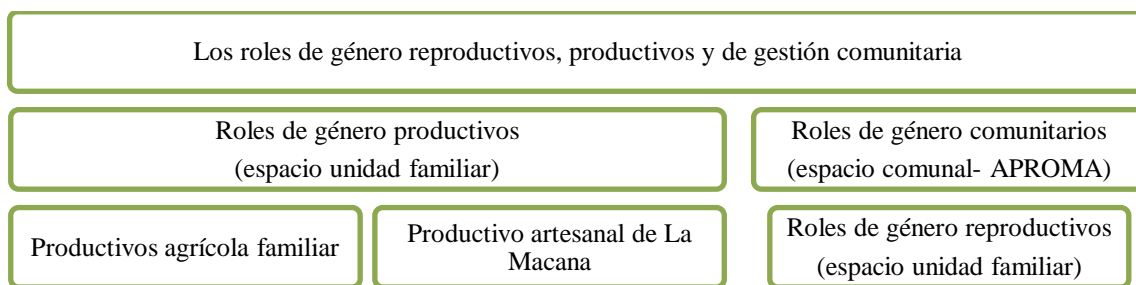 Los roles de género reproductivos, productivos y de gestión comunitaria
Roles de género productivos
(espacio unidad familiar)
Roles de género comunitarios
(espacio comunal- APROMA)
Productivos agrícola familiar
Productivo artesanal de La
Macana
Roles de género reproductivos
(espacio unidad familiar)